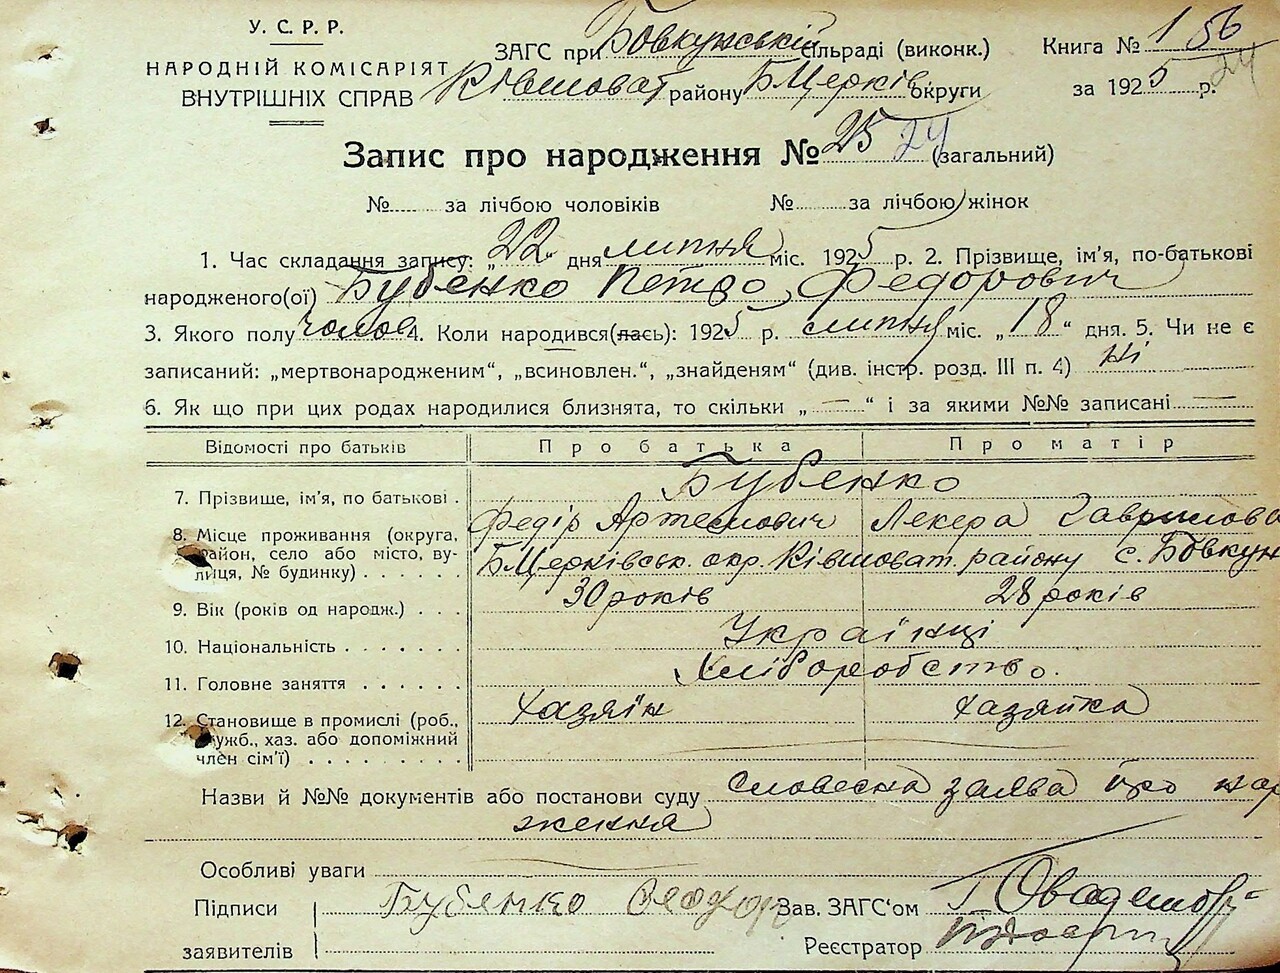 У. С. Р. Р.
НАРОДНІЙ КОМІСАРІЯТ
ВНУТРІШНІХ СПРАВ
ЗАГС при Бовкунській сільраді (виконк.)
Ківшоват району БЦерків округи
Книга № 1 56
за 1925 р. 24
Запис про народження № 25 24 (загальний)
№ ...... за лічбою чоловіків № ...... за лічбою жінок
1. Час складання запису: „22" дня липня міс. 1925 р. 2. Прізвище, ім'я, по-батькові
народженого(ої) Бубенко Петро Федорович
3. Якого полу чолов 4. Коли народився(лась): 1925 р. липня міс. „18" дня. 5. Чи не є
записаний: „мертвонародженим", „всиновлен.", „знайденям" (див. інстр. розд. III п. 4) ні
6. Як що при цих родах народилися близнята, то скільки „—" і за якими №№ записані —
Відомості про батьків Про батька Про матір
7. Прізвище, ім'я, по батькові . Бубенко
Федір Артемович Лекера Гаврилова
8. Місце проживання (округа, район, село або місто, вулиця, № будинку) . . . . . . БЦерківськ. окр. Ківшоват. району с. Бовкун
9. Вік (років од народж.) . . . 30 років 28 років
10. Національність . . . . . . . Українці
11. Головне заняття . . . . . . Хліборобство.
12. Становище в промислі (роб., служб., хаз. або допоміжний член сім'ї) . . . . . . . . . Хазяїн Хазяйка
Назви й №№ документів або постанови суду Словесна заява про нар
ження
Особливі уваги
Підписи Бубенко Зав. ЗАГС'ом
заявителів Реєстратор